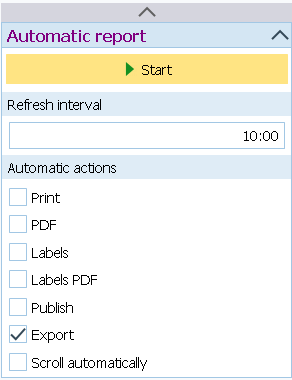 Automatic report
Start
Refresh interval
10:00
Automatic actions
Print
PDF
Labels
Labels PDF
Publish
Export
Scroll automatically